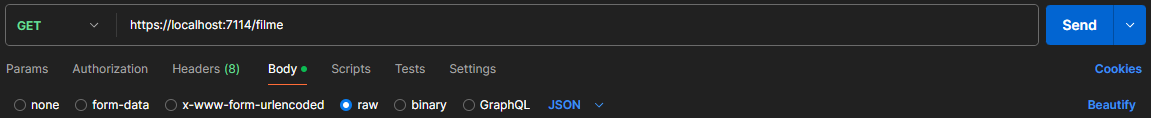 GET https://localhost:7114/filme Send
Params Authorization Headers (8) Body Scripts Tests Settings Cookies
none form-data x-www-form-urlencoded raw binary GraphQL JSON Beautify